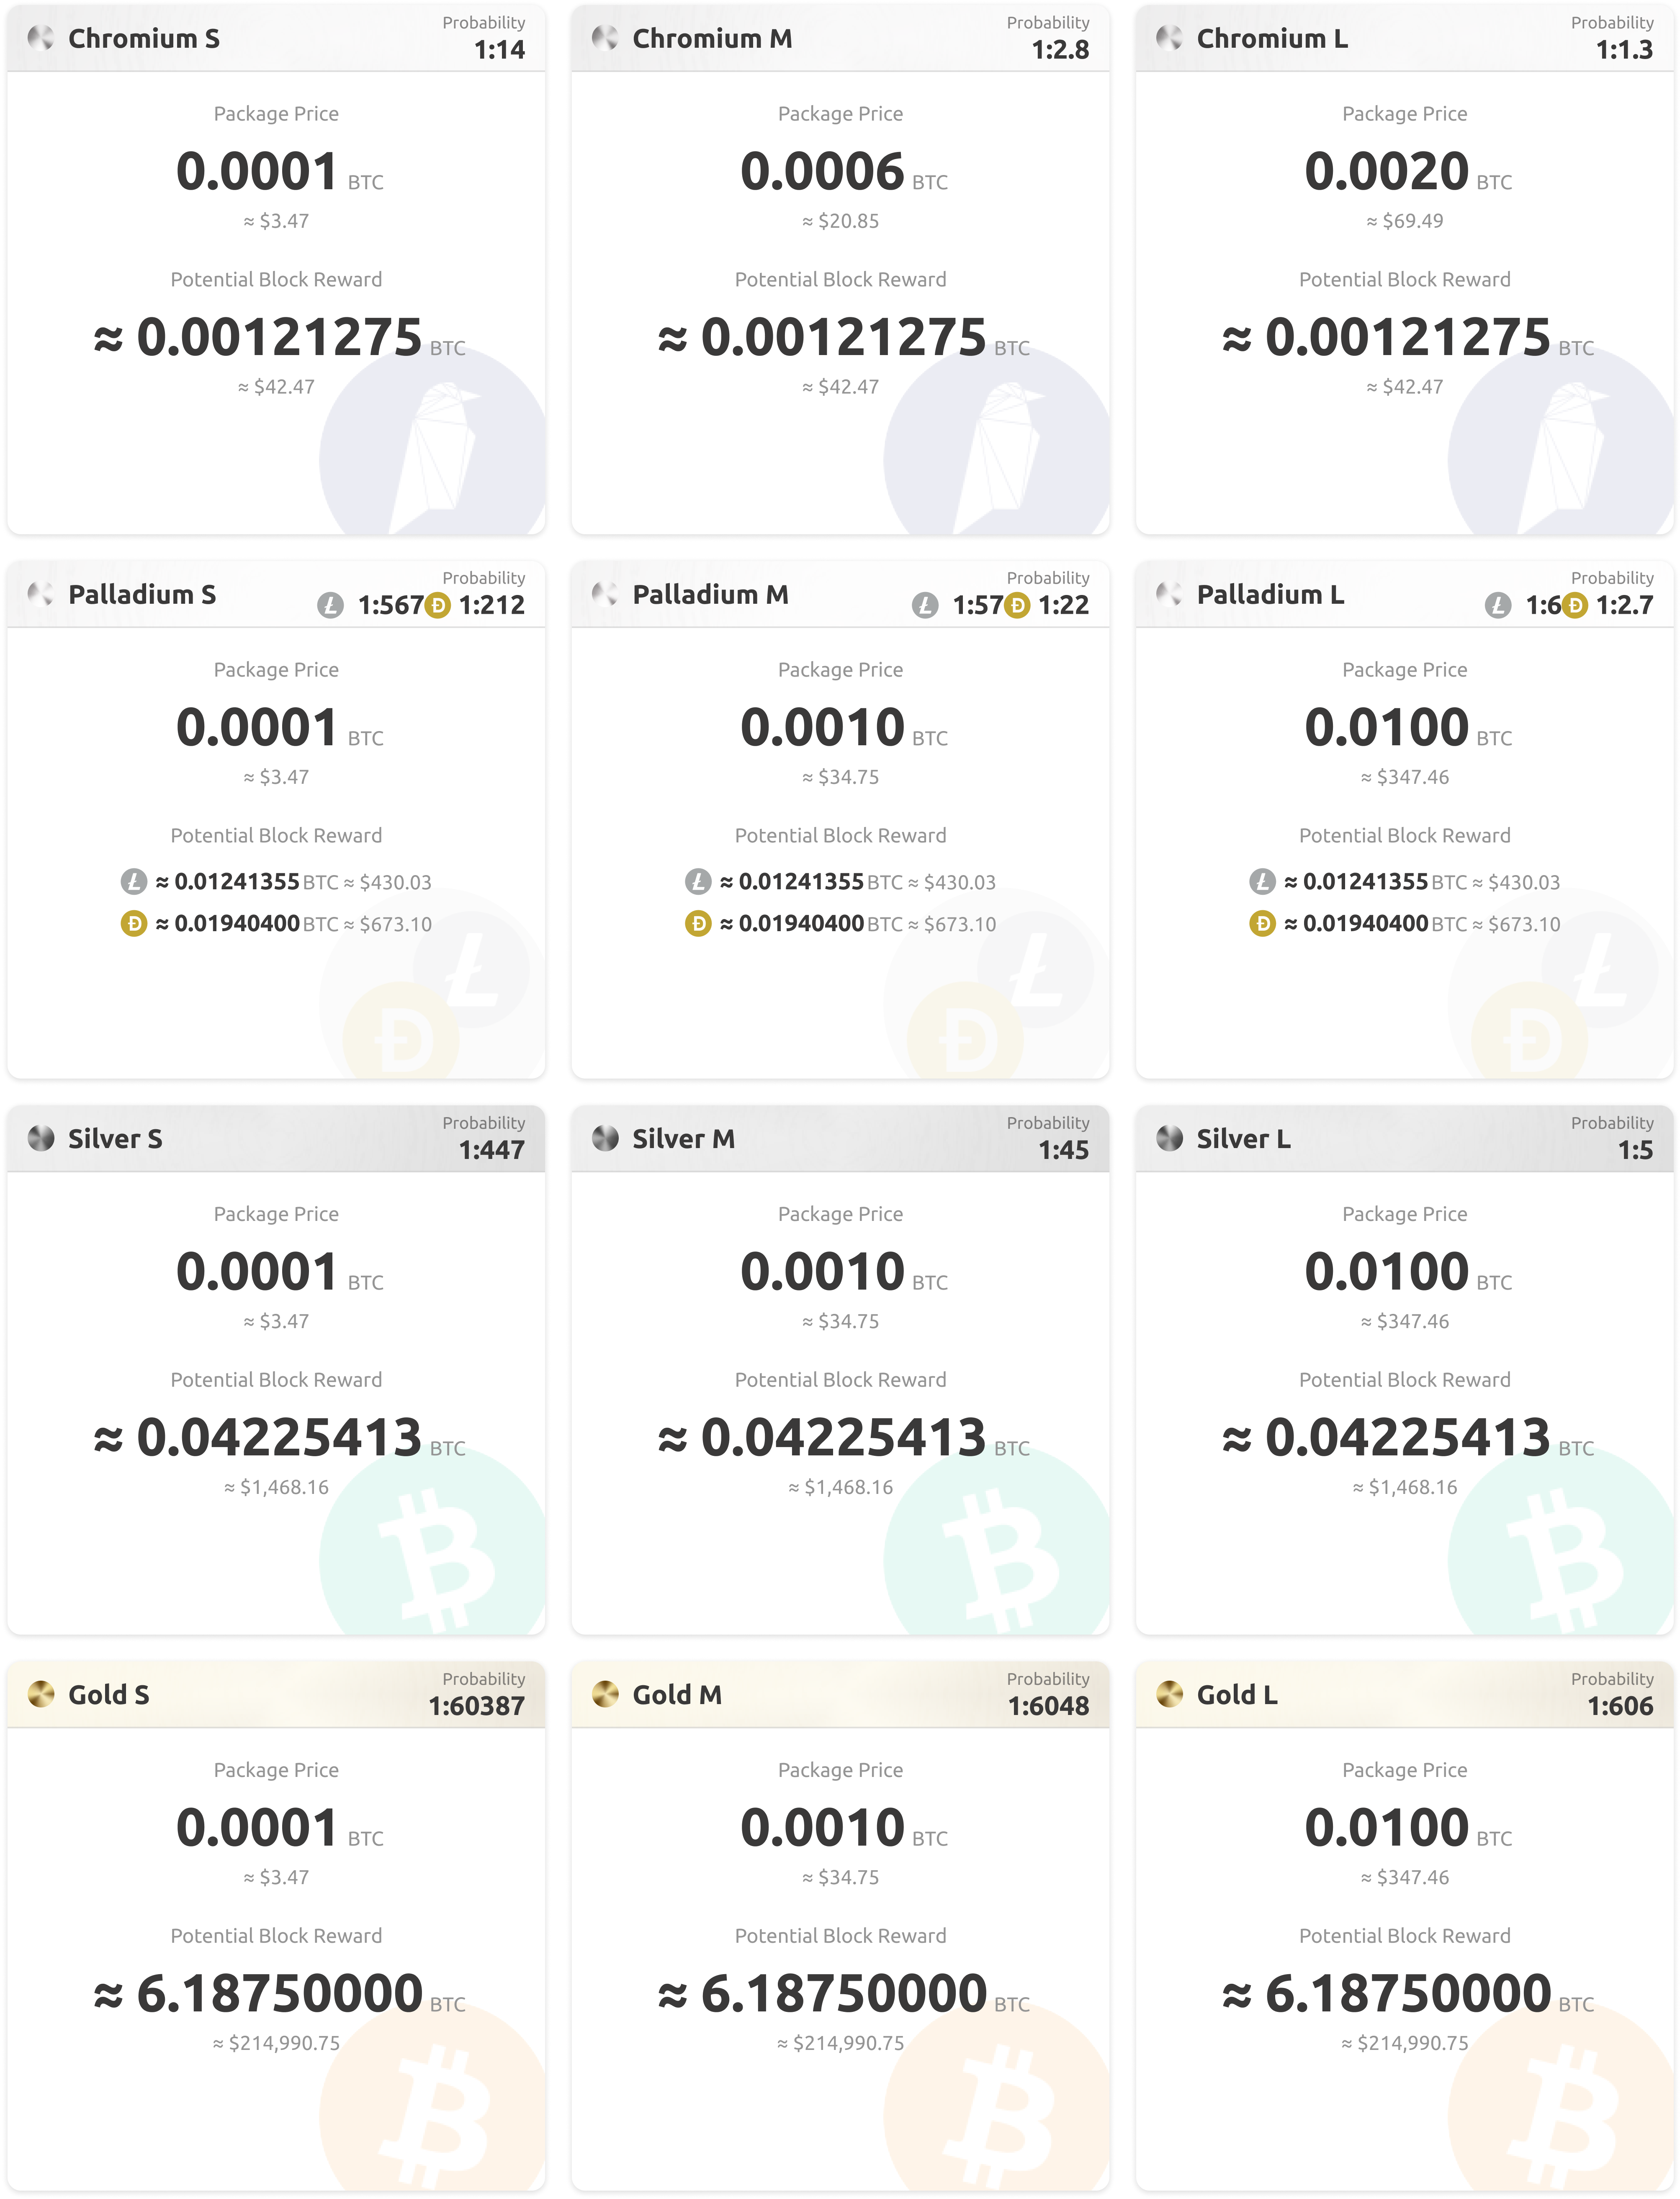 Chromium S
Probability
1:14
Package Price
0.0001 BTC
≈ $3.47
Potential Block Reward
≈ 0.00121275 BTC
≈ $42.47
Chromium M
Probability
1:2.8
Package Price
0.0006 BTC
≈ $20.85
Potential Block Reward
≈ 0.00121275 BTC
≈ $42.47
Chromium L
Probability
1:1.3
Package Price
0.0020 BTC
≈ $69.49
Potential Block Reward
≈ 0.00121275 BTC
≈ $42.47
Palladium S
Probability
1:567 1:212
Package Price
0.0001 BTC
≈ $3.47
Potential Block Reward
≈ 0.01241355 BTC ≈ $430.03
≈ 0.01940400 BTC ≈ $673.10
Palladium M
Probability
1:57 1:22
Package Price
0.0010 BTC
≈ $34.75
Potential Block Reward
≈ 0.01241355 BTC ≈ $430.03
≈ 0.01940400 BTC ≈ $673.10
Palladium L
Probability
1:6 1:2.7
Package Price
0.0100 BTC
≈ $347.46
Potential Block Reward
≈ 0.01241355 BTC ≈ $430.03
≈ 0.01940400 BTC ≈ $673.10
Silver S
Probability
1:447
Package Price
0.0001 BTC
≈ $3.47
Potential Block Reward
≈ 0.04225413 BTC
≈ $1,468.16
Silver M
Probability
1:45
Package Price
0.0010 BTC
≈ $34.75
Potential Block Reward
≈ 0.04225413 BTC
≈ $1,468.16
Silver L
Probability
1:5
Package Price
0.0100 BTC
≈ $347.46
Potential Block Reward
≈ 0.04225413 BTC
≈ $1,468.16
Gold S
Probability
1:60387
Package Price
0.0001 BTC
≈ $3.47
Potential Block Reward
≈ 6.18750000 BTC
≈ $214,990.75
Gold M
Probability
1:6048
Package Price
0.0010 BTC
≈ $34.75
Potential Block Reward
≈ 6.18750000 BTC
≈ $214,990.75
Gold L
Probability
1:606
Package Price
0.0100 BTC
≈ $347.46
Potential Block Reward
≈ 6.18750000 BTC
≈ $214,990.75